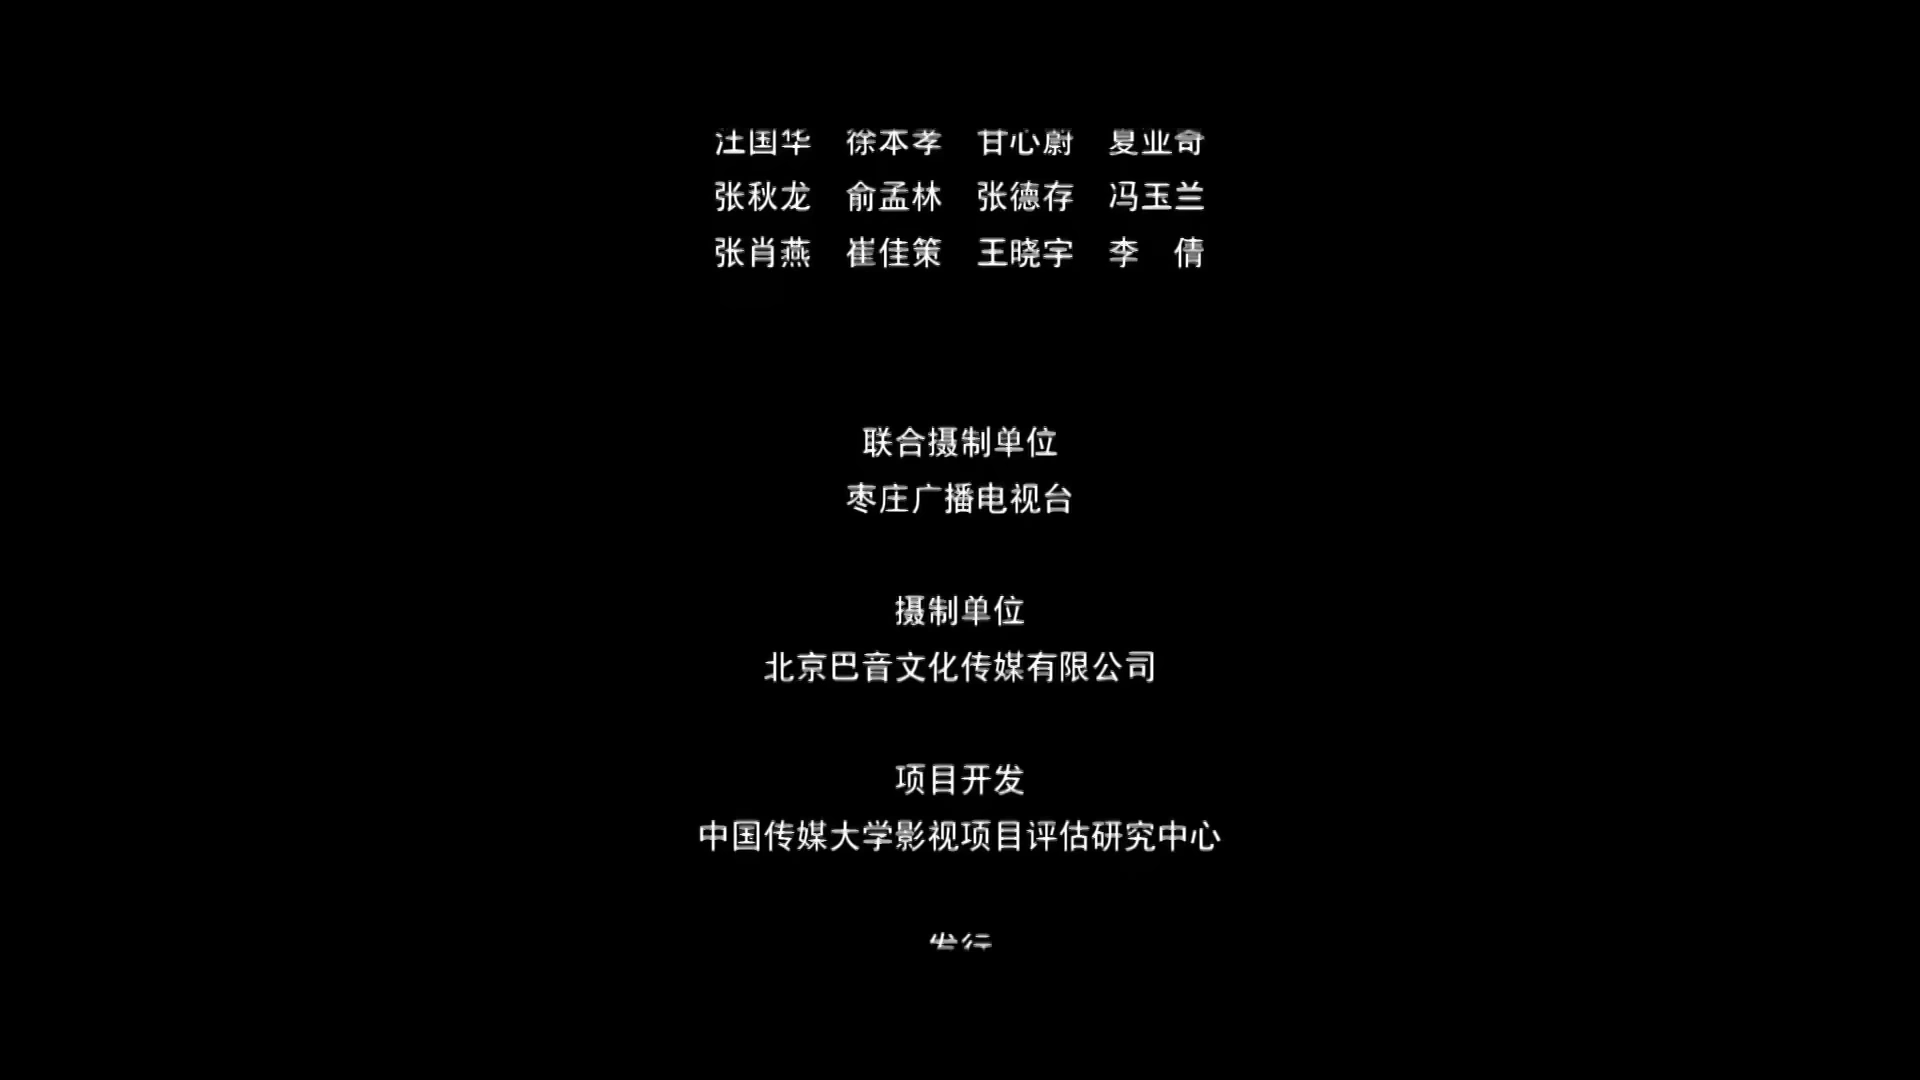 汪国华 徐本孝 甘心蔚 夏亚奇
张秋龙 俞孟林 张德存 冯玉兰
张肖燕 崔佳策 王晓宇 李 倩
联合摄制单位
枣庄广播电视台
摄制单位
北京巴音文化传媒有限公司
项目开发
中国传媒大学影视项目评估研究中心
发行